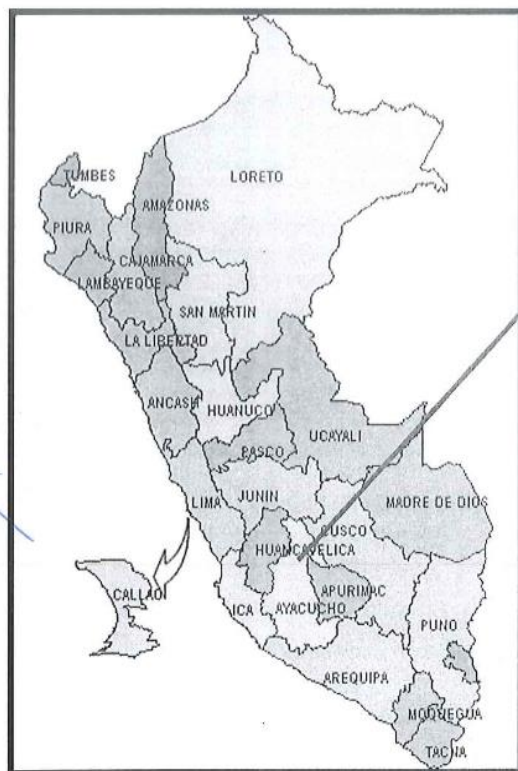 TUMBES
LORETO
AMAZONAS
PIURA
CAJAMARCA
LAMBAYEQUE
SAN MARTIN
LA LIBERTAD
ANCASH
HUANUCO
UCAYALI
PASCO
LIMA
JUNIN
MADRE DE DIOS
CUSCO
HUANCAVELICA
CALLAO
APURIMAC
ICA
AYACUCHO
PUNO
AREQUIPA
MOQUEGUA
TACNA